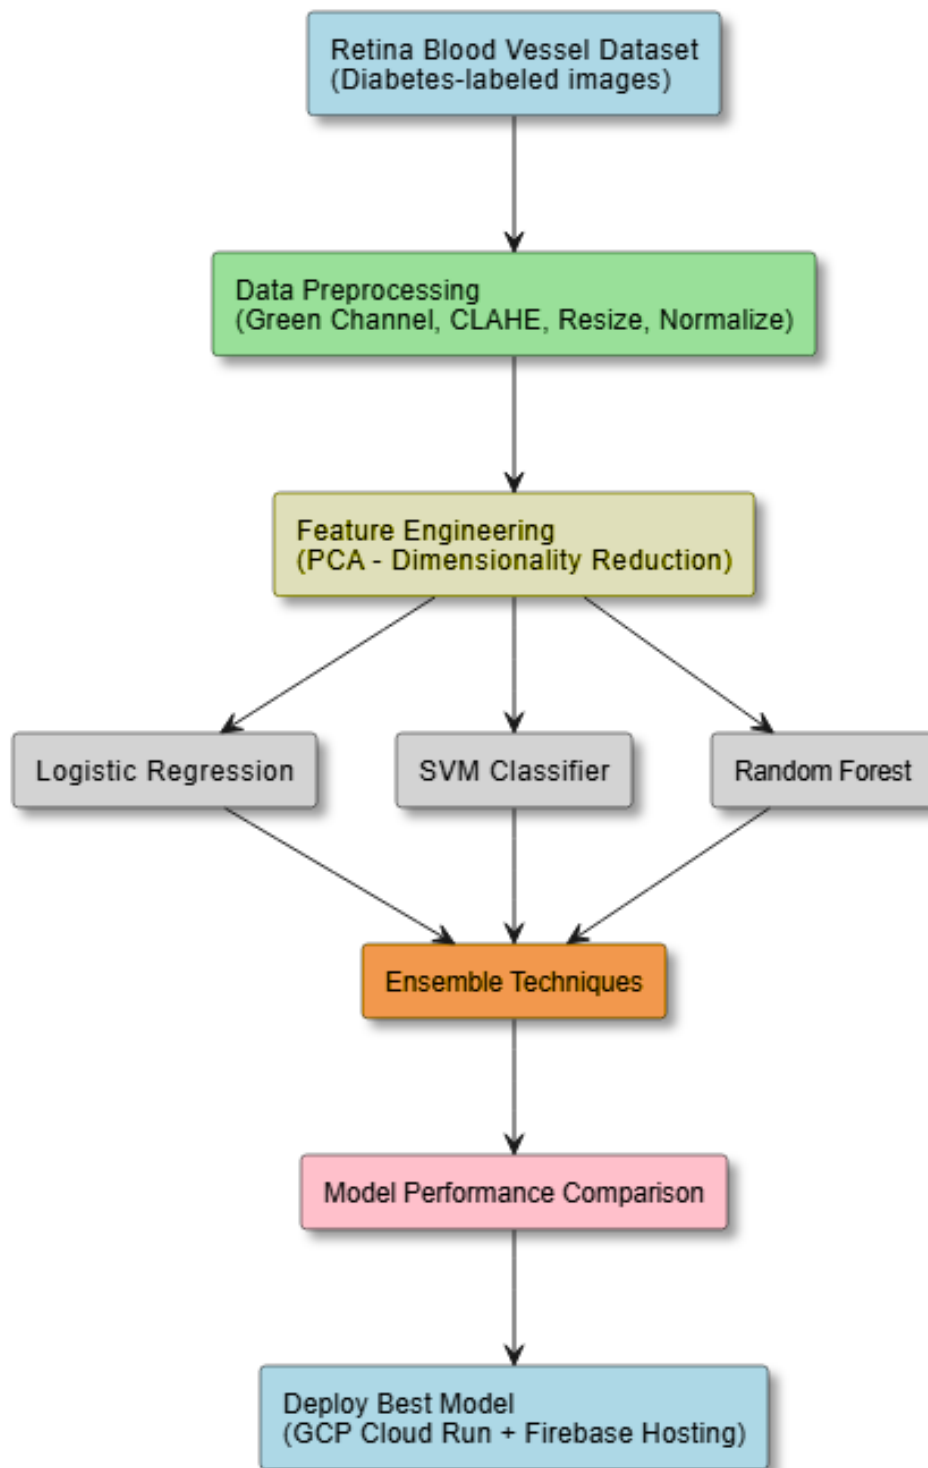 Retina Blood Vessel Dataset
(Diabetes-labeled images)
Data Preprocessing
(Green Channel, CLAHE, Resize, Normalize)
Feature Engineering
(PCA - Dimensionality Reduction)
Logistic Regression
SVM Classifier
Random Forest
Ensemble Techniques
Model Performance Comparison
Deploy Best Model
(GCP Cloud Run + Firebase Hosting)